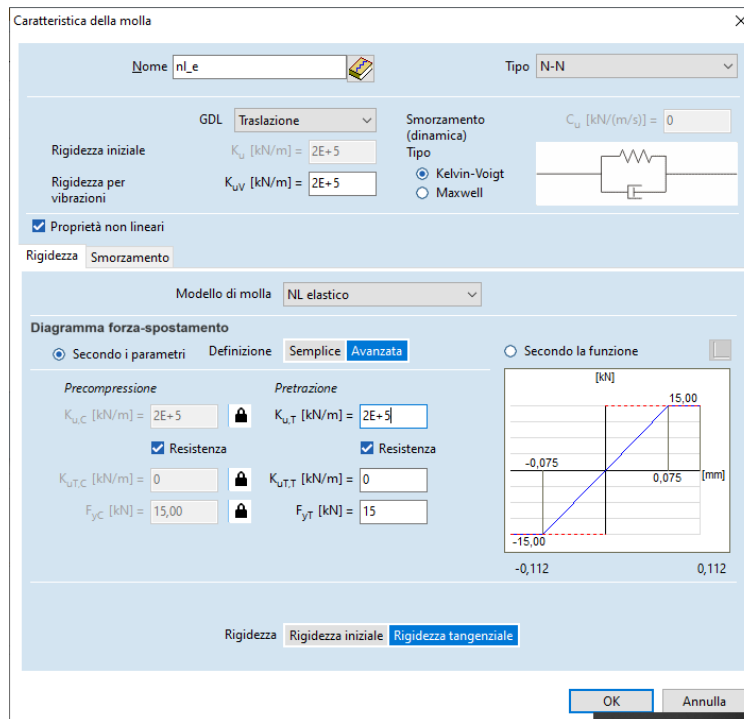 Caratteristica della molla
Nome nl_e Tipo N-N
GDL Traslazione Smorzamento (dinamica) Cu [kN/(m/s)] = 0
Rigidezza iniziale Ku [kN/m] = 2E+5 Tipo
Rigidezza per vibrazioni KuV [kN/m] = 2E+5 Kelvin-Voigt
Maxwell
Proprietà non lineari
Rigidezza Smorzamento
Modello di molla NL elastico
Diagramma forza-spostamento
Secondo i parametri Definizione Semplice Avanzata Secondo la funzione
Precompressione Pretrazione
Ku,C [kN/m] = 2E+5 Ku,T [kN/m] = 2E+5
Resistenza Resistenza
KuT,C [kN/m] = 0 KuT,T [kN/m] = 0
FyC [kN] = 15,00 FyT [kN] = 15
[kN]
15,00
-0,075
0,075 [mm]
-15,00
-0,112 0,112
Rigidezza Rigidezza iniziale Rigidezza tangenziale
OK Annulla